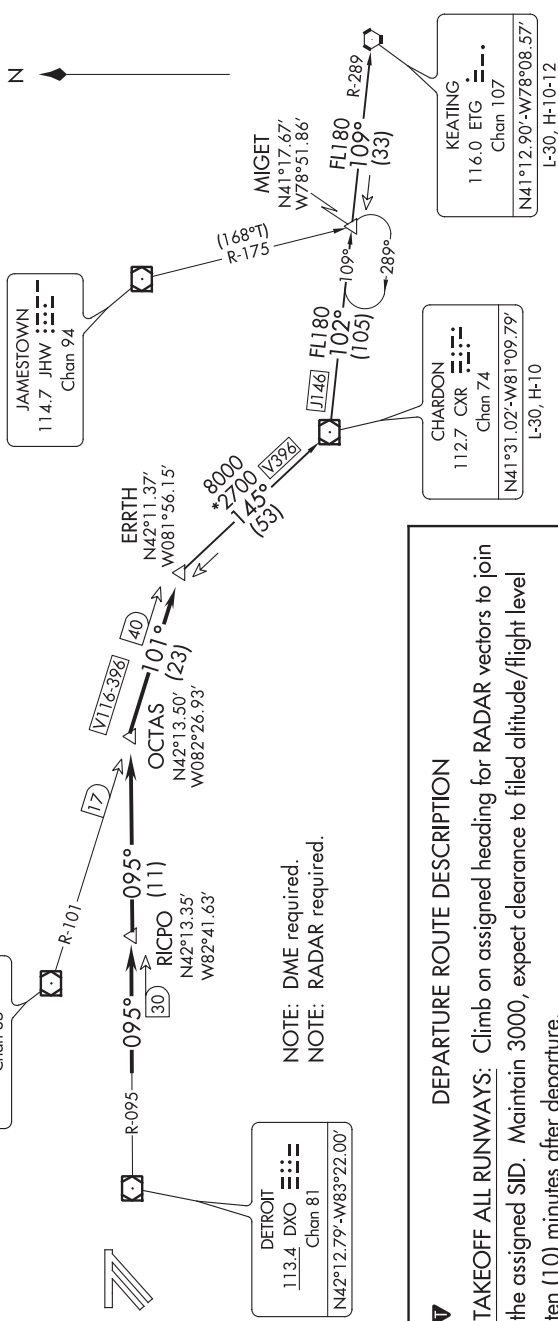 N
JAMESTOWN
114.7 JHW
Chan 94
(168°T)
R-175
MIGET
N41°17.67'
W78°51.86'
FL180
109°
(33)
R-289
KEATING
116.0 ETG
Chan 107
N41°12.90'-W78°08.57'
L-30, H-10-12
109°
289°
J146
FL180
102°
(105)
CHARDON
112.7 CXR
Chan 74
N41°31.02'-W81°09.79'
L-30, H-10
8000
*2700
145°
(53)
V396
ERRTH
N42°11.37'
W081°56.15'
V116-396
40
101°
(23)
OCTAS
N42°13.50'
W082°26.93'
17
R-101
095°
(11)
RICPO
N42°13.35'
W82°41.63'
30
095°
R-095
DETROIT
113.4 DXO
Chan 81
N42°12.79'-W83°22.00'
NOTE: DME required.
NOTE: RADAR required.
T
DEPARTURE ROUTE DESCRIPTION
TAKEOFF ALL RUNWAYS: Climb on assigned heading for RADAR vectors to join
the assigned SID. Maintain 3000, expect clearance to filed altitude/flight level
ten (10) minutes after departure.